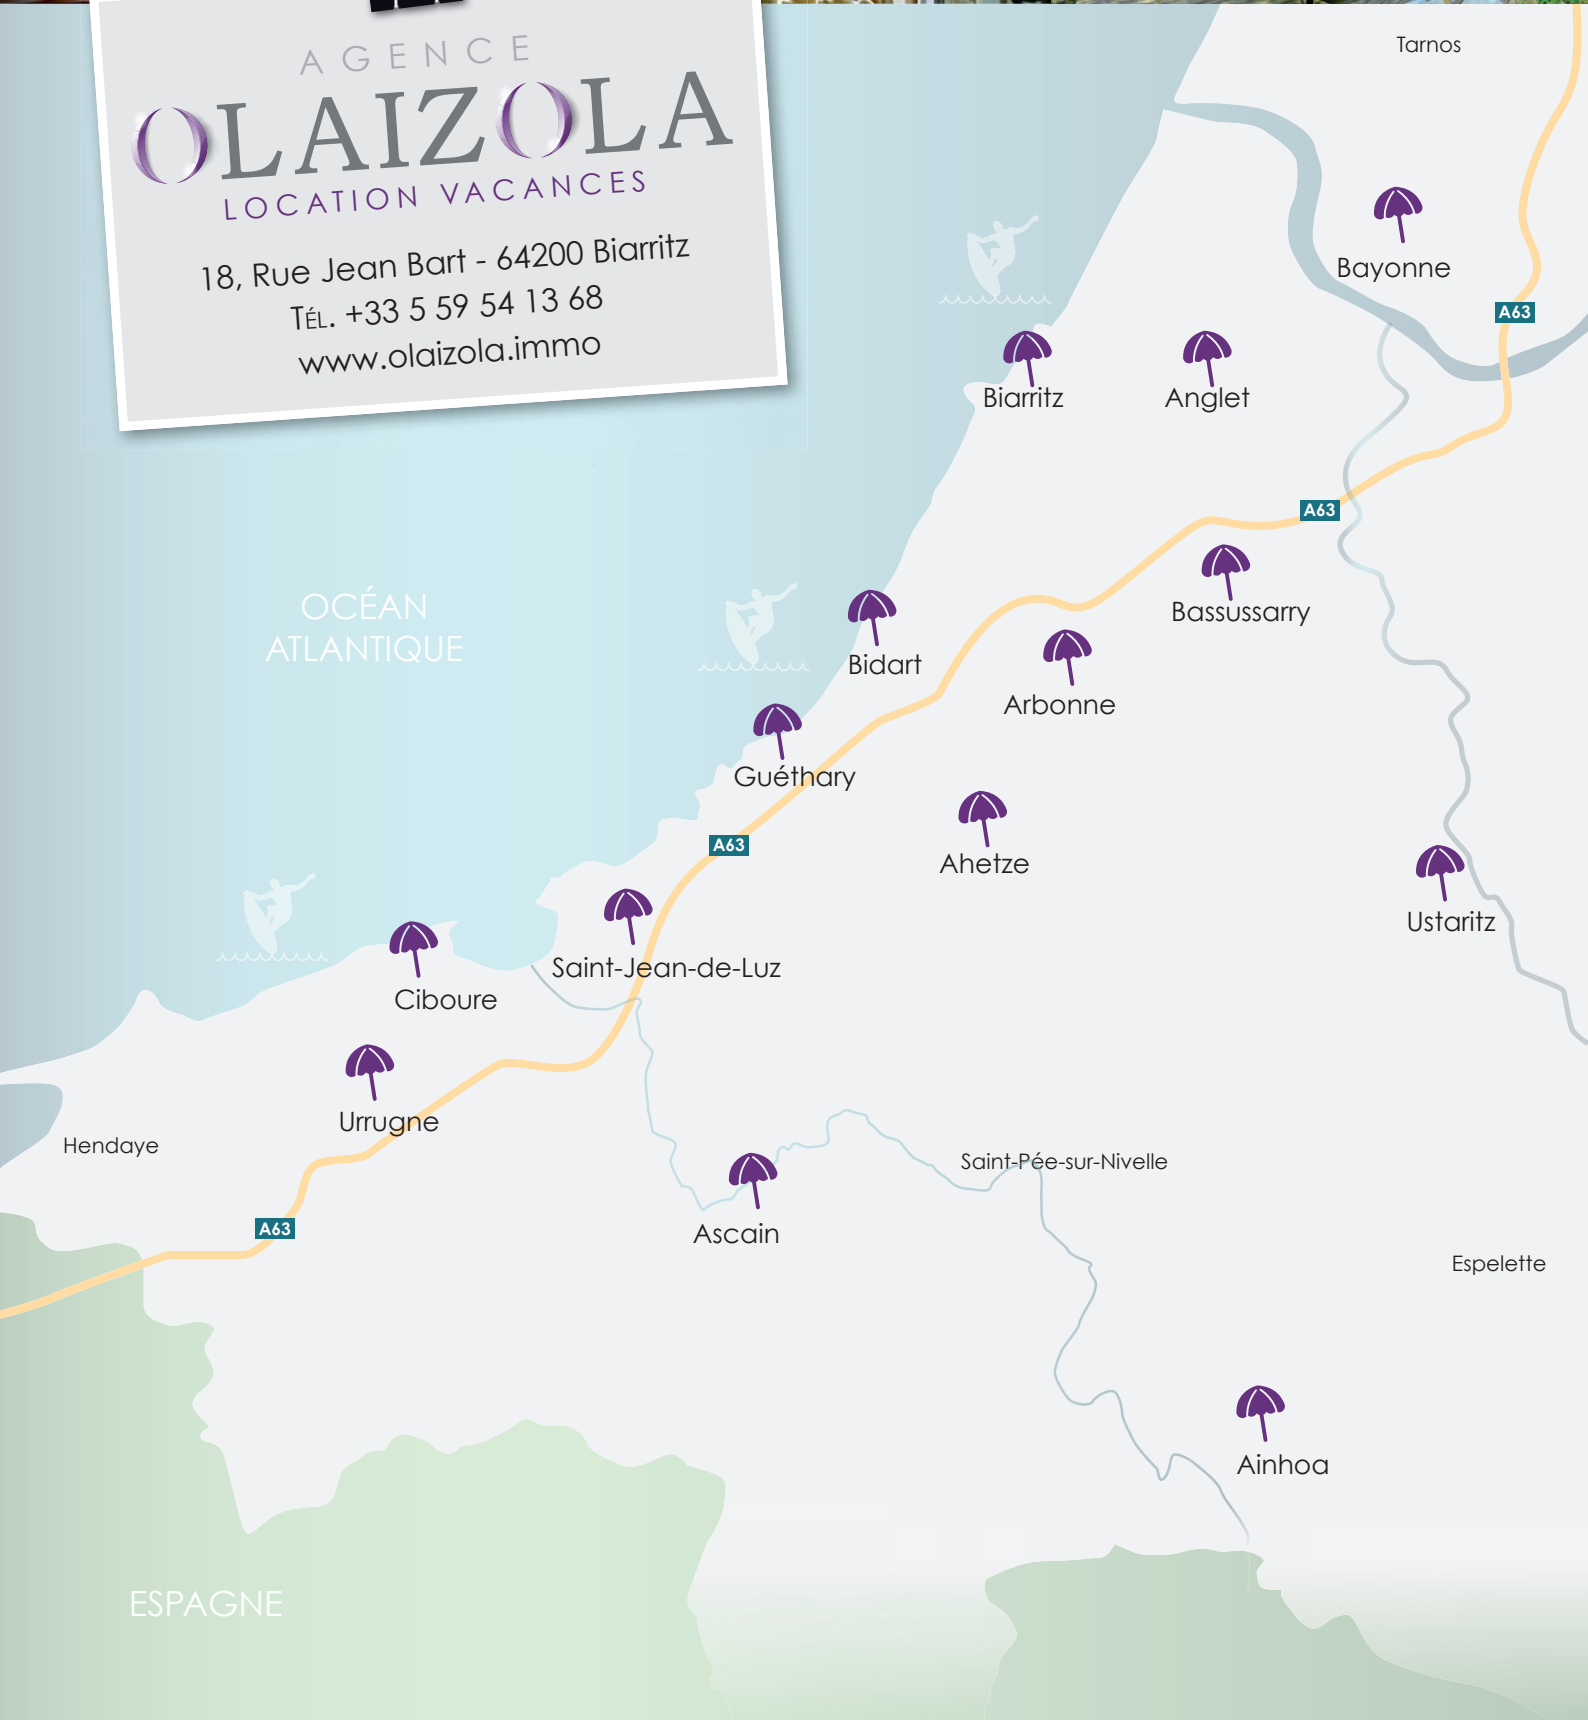 AGENCE
OLAIZOLA
LOCATION VACANCES
18, Rue Jean Bart - 64200 Biarritz
TÉL. +33 5 59 54 13 68
www.olaizola.immo
Tarnos
Bayonne
A63
Biarritz
Anglet
A63
OCÉAN
ATLANTIQUE
Bassussarry
Bidart
Arbonne
Guéthary
A63
Ahetze
Ustaritz
Saint-Jean-de-Luz
Ciboure
Urrugne
Hendaye
Saint-Pée-sur-Nivelle
A63
Ascain
Espelette
Ainhoa
ESPAGNE